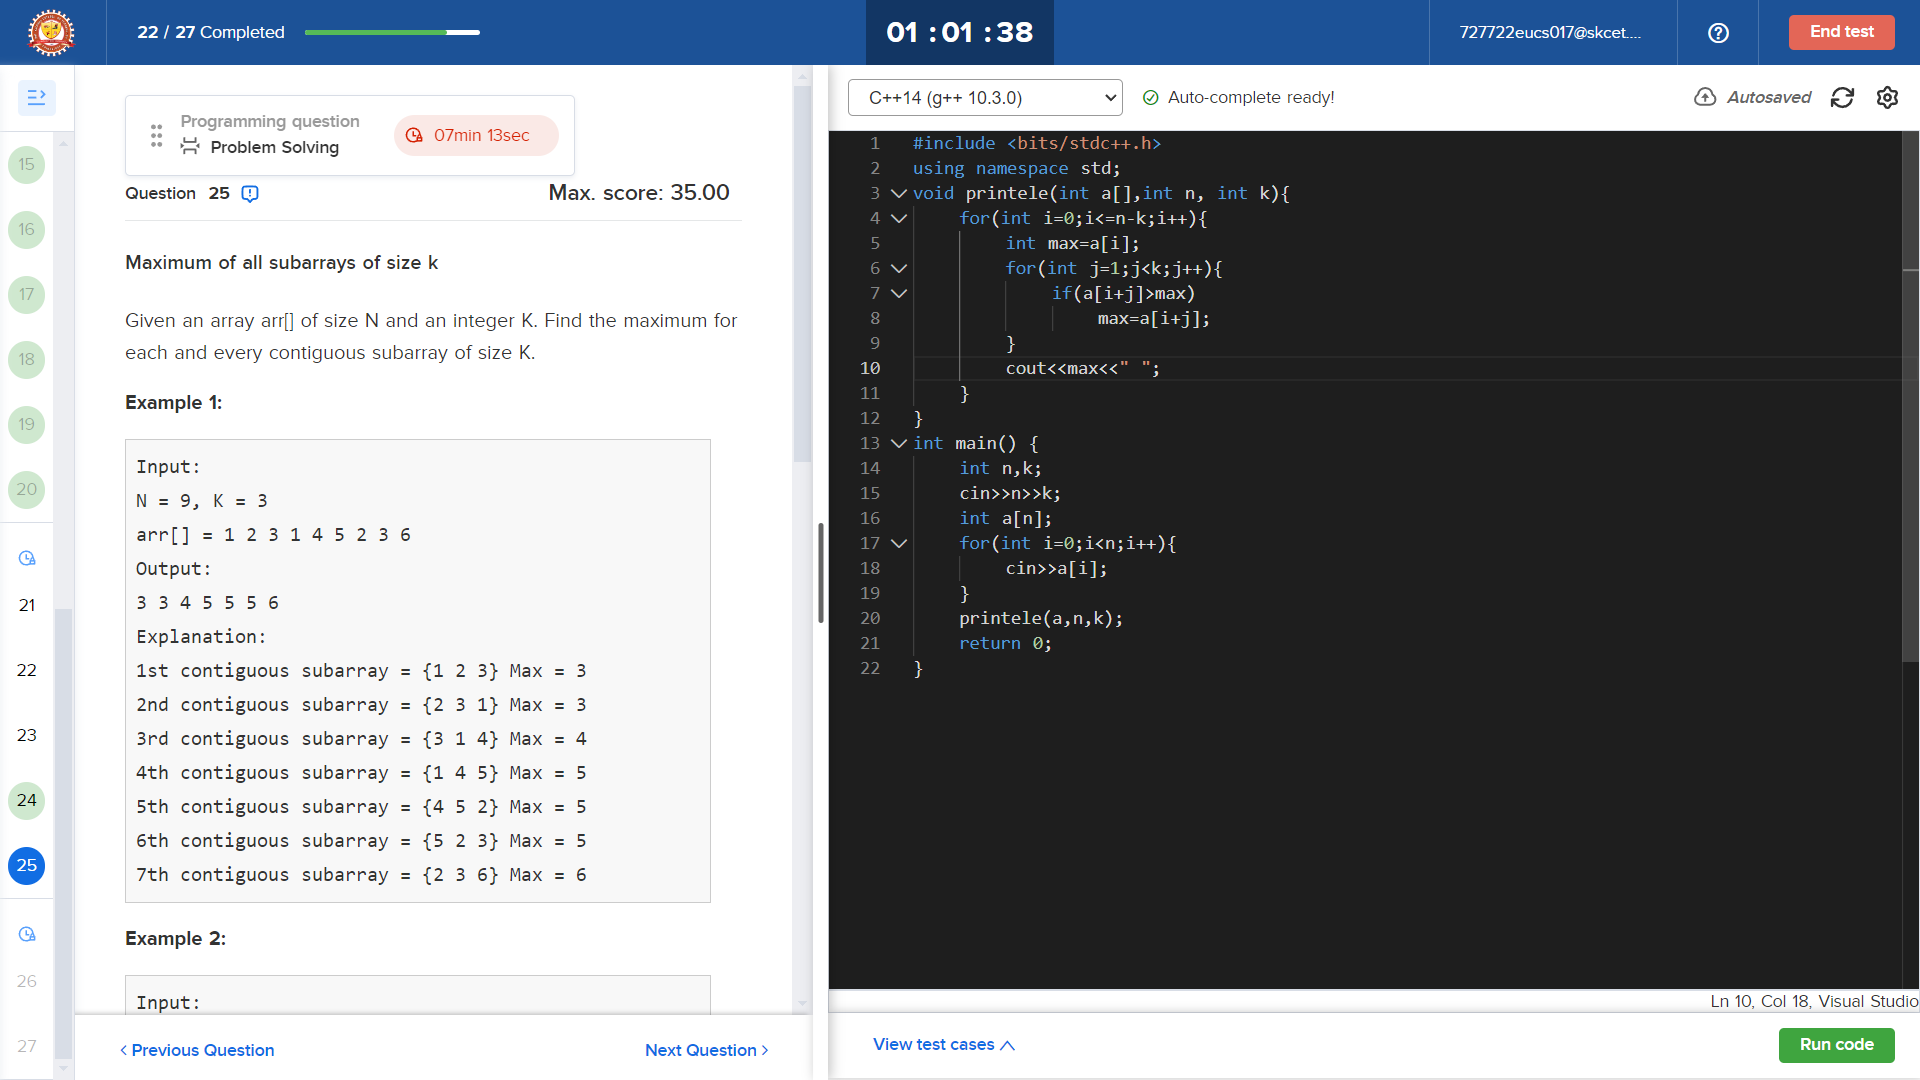 22 / 27 Completed
01 : 01 : 38
727722eucs017@skcet....
End test
15
16
17
18
19
20
21
22
23
24
25
26
27
Programming question
Problem Solving
07min 13sec
Question 25
Max. score: 35.00
Maximum of all subarrays of size k
Given an array arr[] of size N and an integer K. Find the maximum for
each and every contiguous subarray of size K.
Example 1:
Input:
N = 9, K = 3
arr[] = 1 2 3 1 4 5 2 3 6
Output:
3 3 4 5 5 5 6
Explanation:
1st contiguous subarray = {1 2 3} Max = 3
2nd contiguous subarray = {2 3 1} Max = 3
3rd contiguous subarray = {3 1 4} Max = 4
4th contiguous subarray = {1 4 5} Max = 5
5th contiguous subarray = {4 5 2} Max = 5
6th contiguous subarray = {5 2 3} Max = 5
7th contiguous subarray = {2 3 6} Max = 6
Example 2:
Input:
< Previous Question
Next Question >
C++14 (g++ 10.3.0)
Auto-complete ready!
Autosaved
1 #include <bits/stdc++.h>
2 using namespace std;
3 void printele(int a[],int n, int k){
4 for(int i=0;i<=n-k;i++){
5 int max=a[i];
6 for(int j=1;j<k;j++){
7 if(a[i+j]>max)
8 max=a[i+j];
9 }
10 cout<<max<<" ";
11 }
12 }
13 int main() {
14 int n,k;
15 cin>>n>>k;
16 int a[n];
17 for(int i=0;i<n;i++){
18 cin>>a[i];
19 }
20 printele(a,n,k);
21 return 0;
22 }
Ln 10, Col 18, Visual Studio
View test cases
Run code